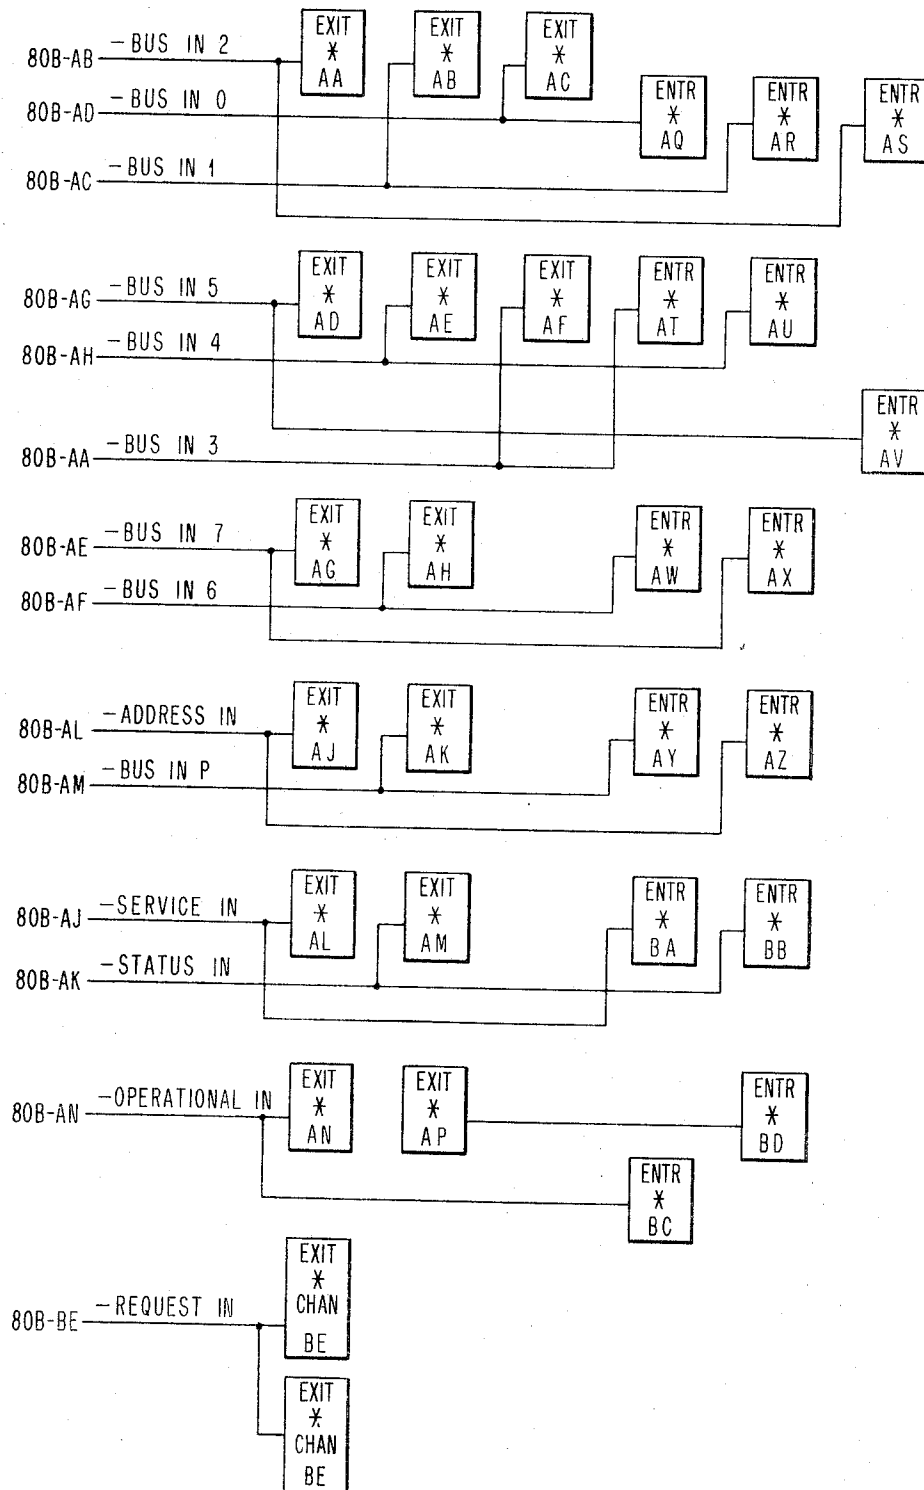 80B-AB -BUS IN 2
EXIT
*
AA
EXIT
*
AB
EXIT
*
AC
80B-AD -BUS IN 0
ENTR
*
AQ
ENTR
*
AR
ENTR
*
AS
80B-AC -BUS IN 1
80B-AG -BUS IN 5
EXIT
*
AD
EXIT
*
AE
EXIT
*
AF
ENTR
*
AT
ENTR
*
AU
80B-AH -BUS IN 4
ENTR
*
AV
80B-AA -BUS IN 3
80B-AE -BUS IN 7
EXIT
*
AG
EXIT
*
AH
ENTR
*
AW
ENTR
*
AX
80B-AF -BUS IN 6
80B-AL -ADDRESS IN
EXIT
*
AJ
EXIT
*
AK
ENTR
*
AY
ENTR
*
AZ
80B-AM -BUS IN P
80B-AJ -SERVICE IN
EXIT
*
AL
EXIT
*
AM
ENTR
*
BA
ENTR
*
BB
80B-AK -STATUS IN
80B-AN -OPERATIONAL IN
EXIT
*
AN
EXIT
*
AP
ENTR
*
BD
ENTR
*
BC
80B-BE -REQUEST IN
EXIT
*
CHAN
BE
EXIT
*
CHAN
BE